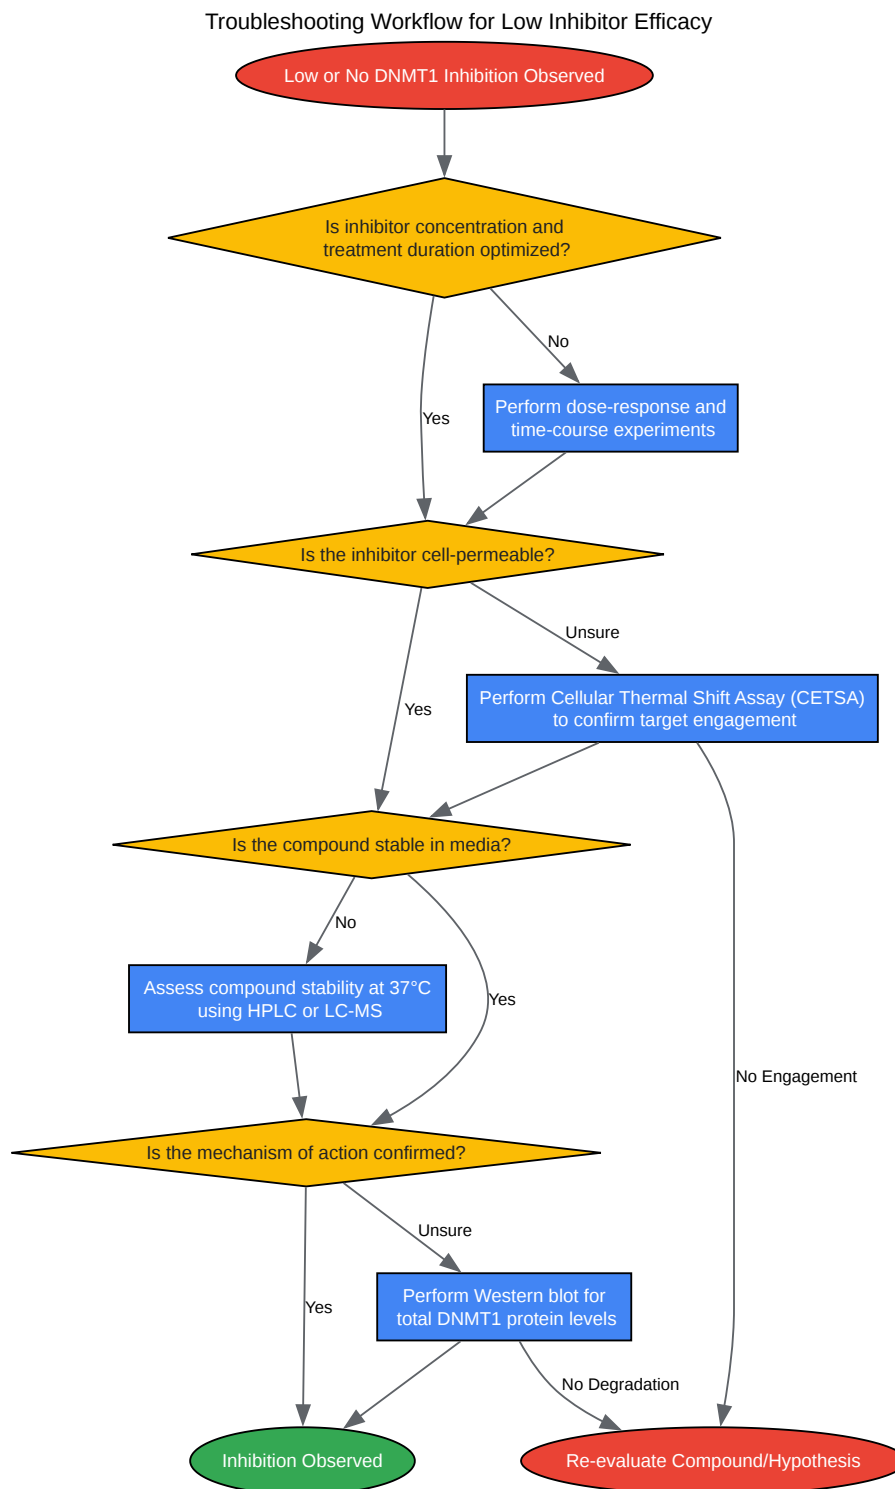 Troubleshooting Workflow for Low Inhibitor Efficacy
Low or No DNMT1 Inhibition Observed
Is inhibitor concentration and
treatment duration optimized?
No
Yes
Perform dose-response and
time-course experiments
Is the inhibitor cell-permeable?
Unsure
Yes
Perform Cellular Thermal Shift Assay (CETSA)
to confirm target engagement
Is the compound stable in media?
No
Yes
Assess compound stability at 37°C
using HPLC or LC-MS
No Engagement
Is the mechanism of action confirmed?
Unsure
Yes
Perform Western blot for
total DNMT1 protein levels
No Degradation
Inhibition Observed
Re-evaluate Compound/Hypothesis